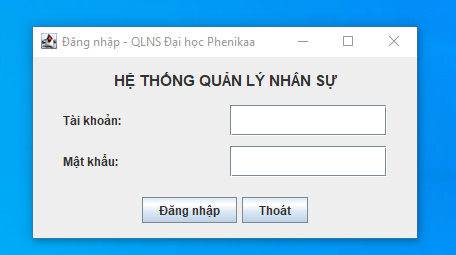 Đăng nhập - QLNS Đại học Phenikaa
HỆ THỐNG QUẢN LÝ NHÂN SỰ
Tài khoản:
Mật khẩu:
Đăng nhập Thoát